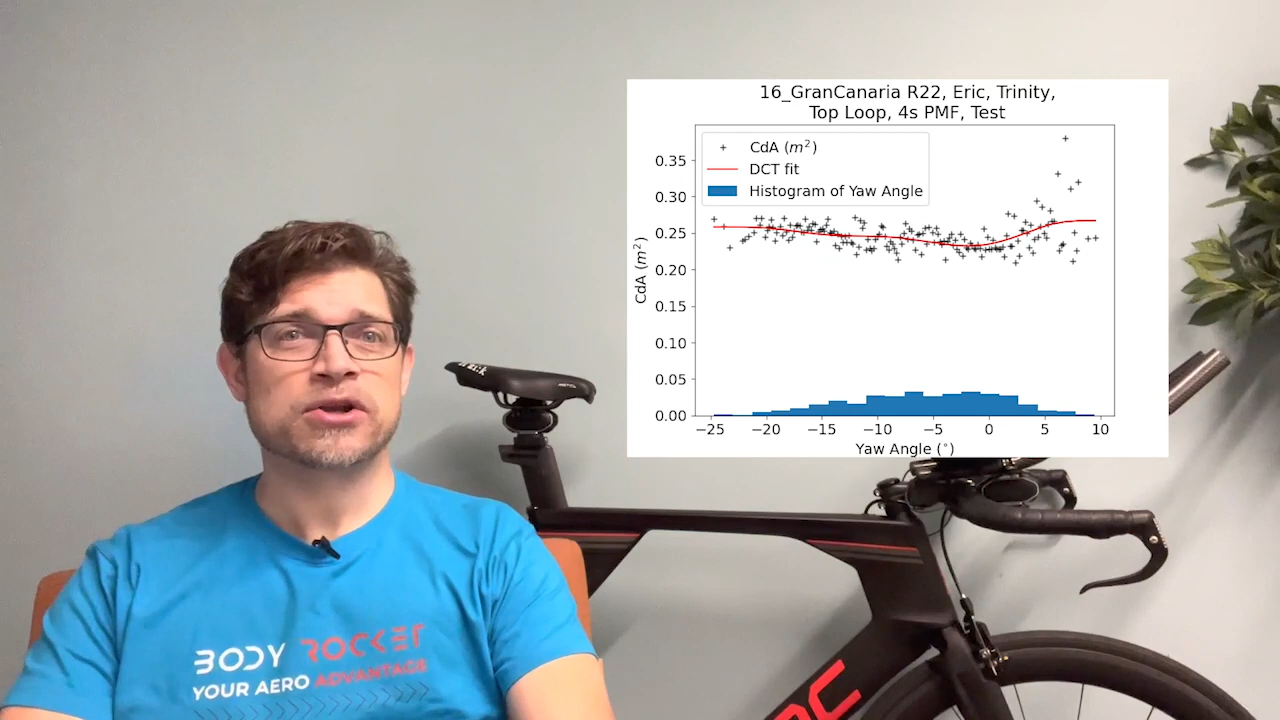 16_GranCanaria R22, Eric, Trinity,
Top Loop, 4s PMF, Test
CdA (m²)
DCT fit
Histogram of Yaw Angle
0.35
0.30
0.25
0.20
0.15
0.10
0.05
0.00
CdA (m²)
−25 −20 −15 −10 −5 0 5 10
Yaw Angle (°)
BODY ROCKET
YOUR AERO ADVANTAGE